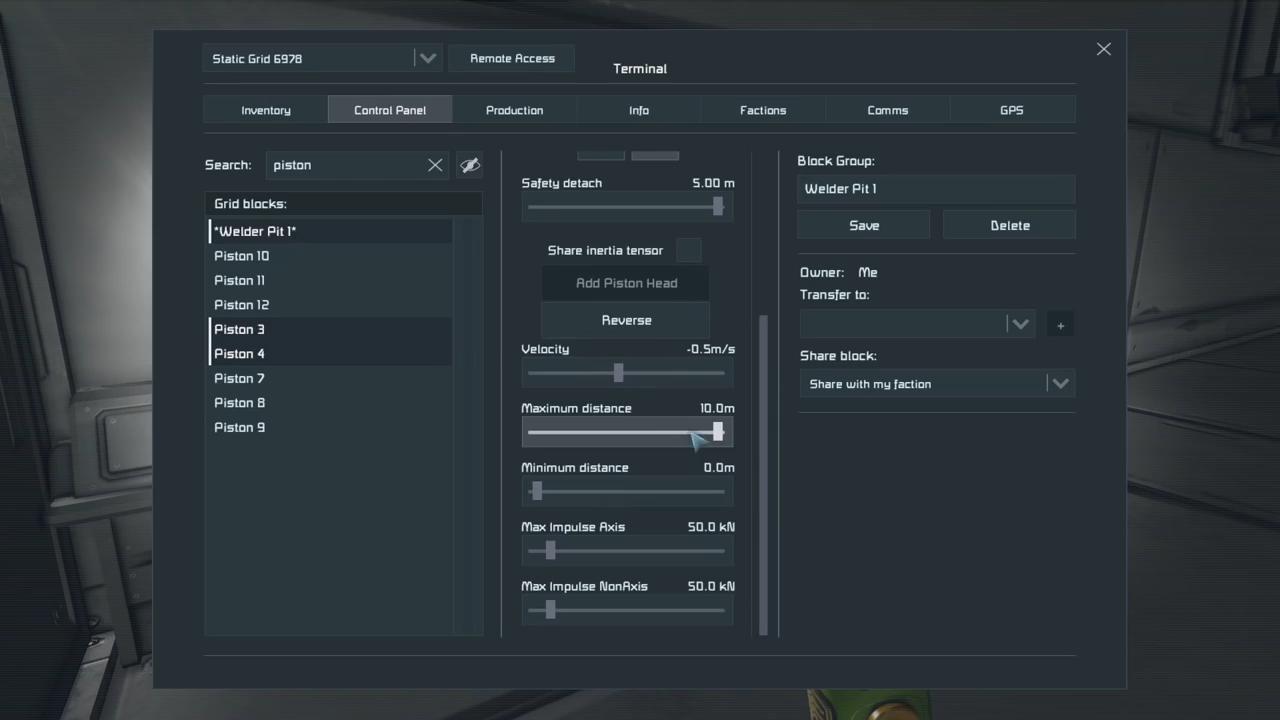 Static Grid 6978
Remote Access
Terminal
Inventory
Control Panel
Production
Info
Factions
Comms
GPS
Search:
piston
Grid blocks:
*Welder Pit 1*
Piston 10
Piston 11
Piston 12
Piston 3
Piston 4
Piston 7
Piston 8
Piston 9
Safety detach 5.00 m
Share inertia tensor
Add Piston Head
Reverse
Velocity -0.5m/s
Maximum distance 10.0m
Minimum distance 0.0m
Max Impulse Axis 50.0 kN
Max Impulse NonAxis 50.0 kN
Block Group:
Welder Pit 1
Save
Delete
Owner: Me
Transfer to:
+
Share block:
Share with my faction